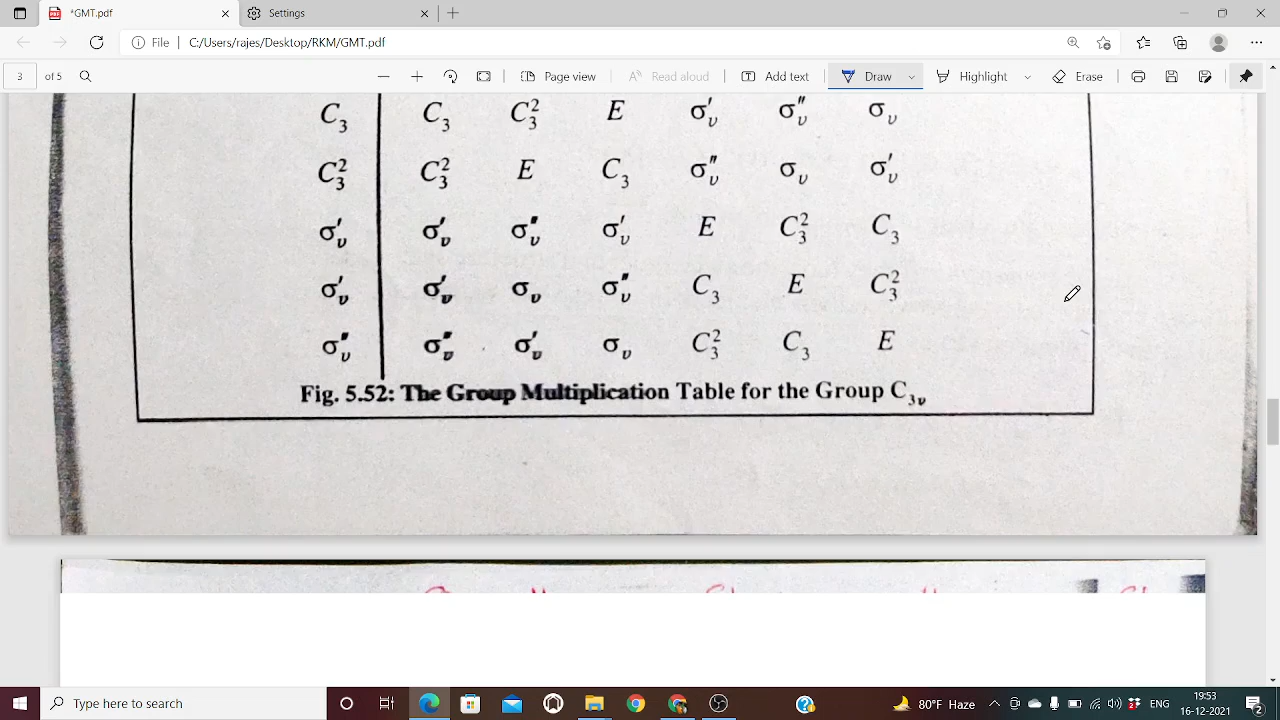 *GMT.pdf
Settings
File | C:/Users/rajes/Desktop/RKM/GMT.pdf
3 of 5 Page view Read aloud Add text Draw Highlight Erase
C₃ C₃ C₃² E σᵥ′ σᵥ″ σᵥ
C₃² C₃² E C₃ σᵥ″ σᵥ σᵥ′
σᵥ′ σᵥ′ σᵥ″ σᵥ′ E C₃² C₃
σᵥ′ σᵥ′ σᵥ σᵥ″ C₃ E C₃²
σᵥ″ σᵥ″ σᵥ′ σᵥ C₃² C₃ E
Fig. 5.52: The Group Multiplication Table for the Group C₃ᵥ
Type here to search
80°F Haze
ENG
19:53
16-12-2021